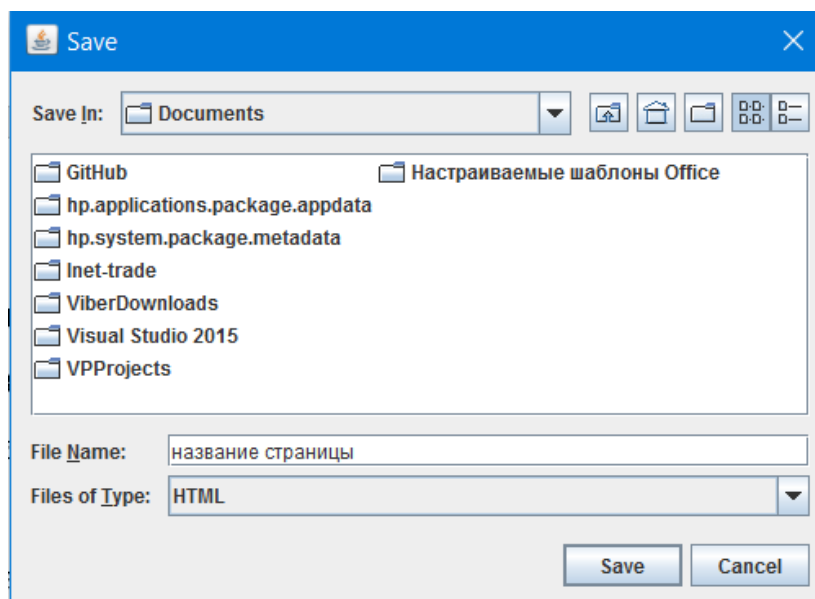 Save
Save In: Documents
GitHub Настраиваемые шаблоны Office
hp.applications.package.appdata
hp.system.package.metadata
Inet-trade
ViberDownloads
Visual Studio 2015
VPProjects
File Name: название страницы
Files of Type: HTML
Save Cancel